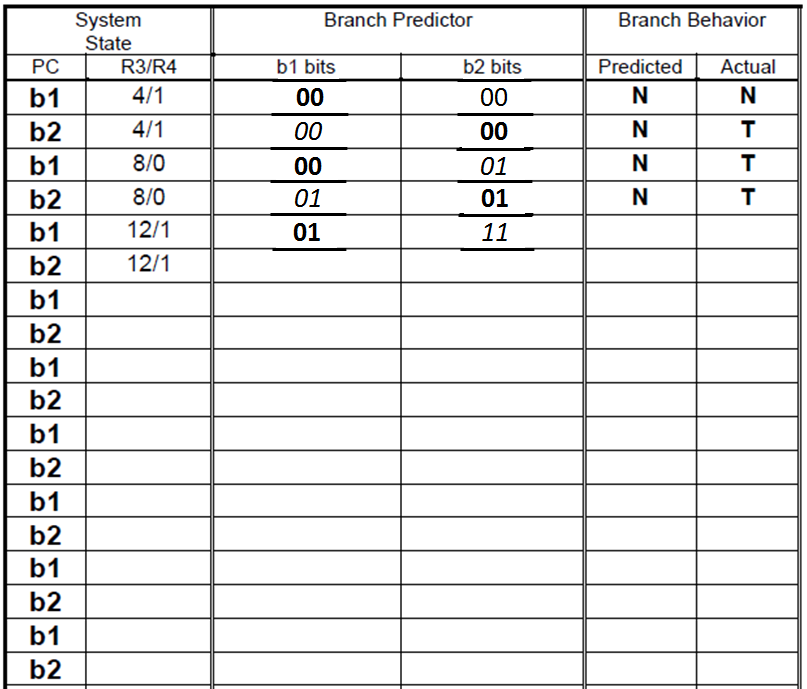 System Branch Predictor Branch Behavior
State
PC R3/R4 b1 bits b2 bits Predicted Actual
b1 4/1 00 00 N N
b2 4/1 00 00 N T
b1 8/0 00 01 N T
b2 8/0 01 01 N T
b1 12/1 01 11
b2 12/1
b1
b2
b1
b2
b1
b2
b1
b2
b1
b2
b1
b2